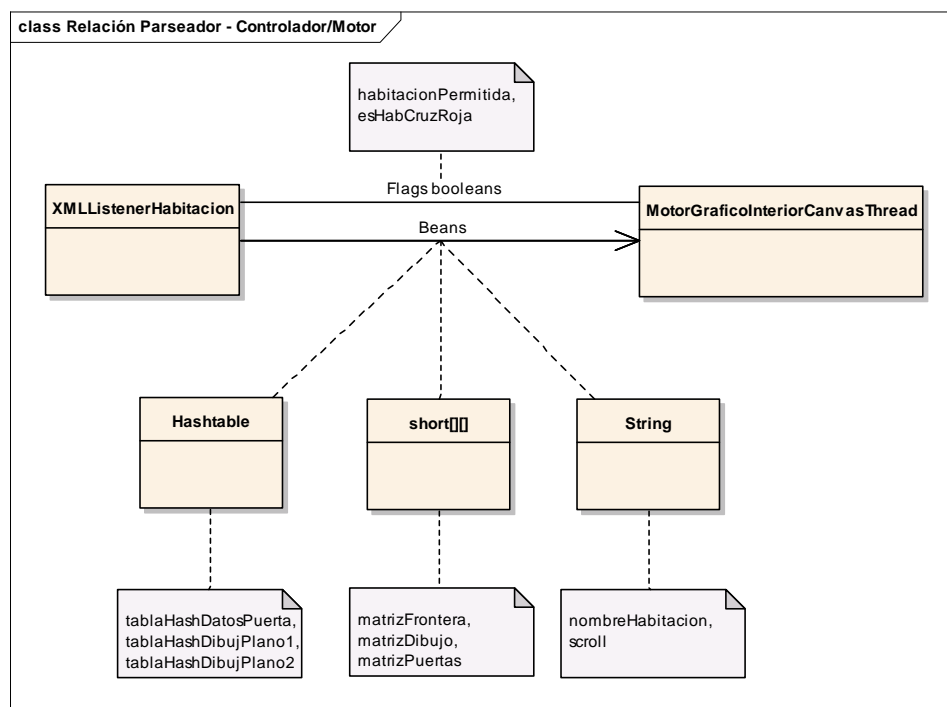 class Relación Parseador - Controlador/Motor
habitacionPermitida,
esHabCruzRoja
XMLListenerHabitacion
Flags booleans
MotorGraficoInteriorCanvasThread
Beans
Hashtable
short[][]
String
tablaHashDatosPuerta,
tablaHashDibujPlano1,
tablaHashDibujPlano2
matrizFrontera,
matrizDibujo,
matrizPuertas
nombreHabitacion,
scroll